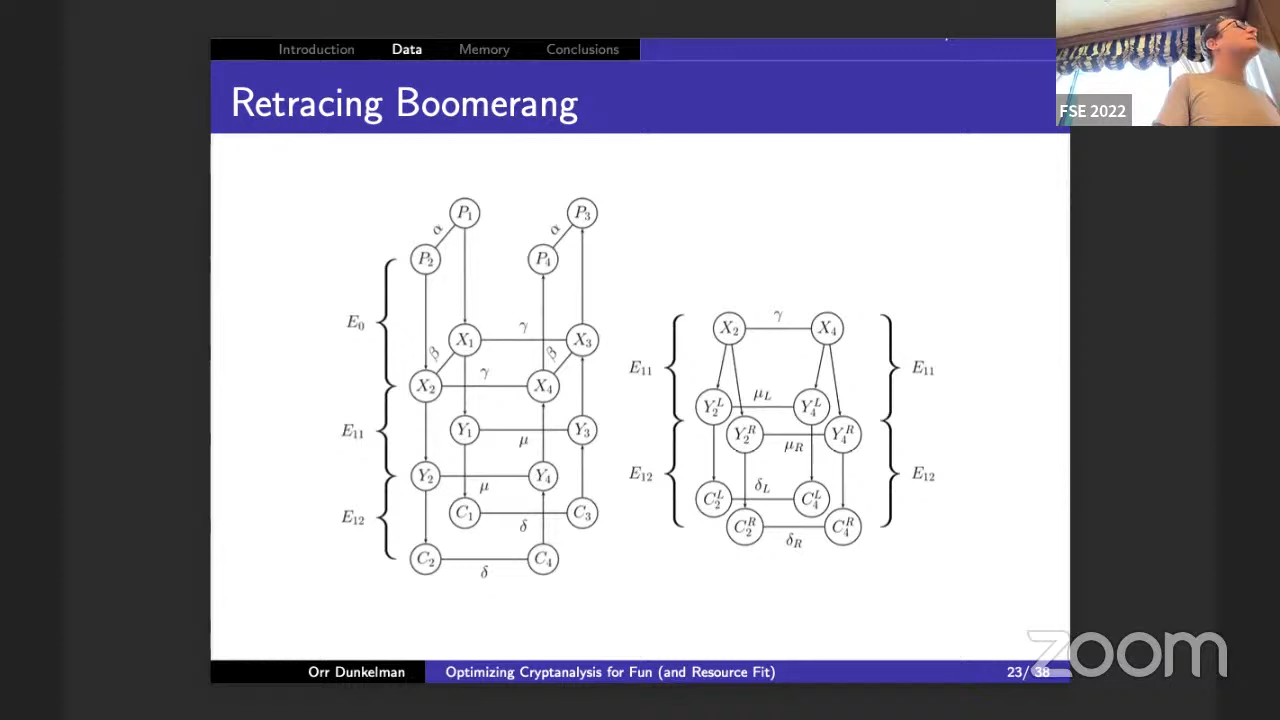 Introduction Data Memory Conclusions
Retracing Boomerang
FSE 2022
P₁ P₃
α α
P₂ P₄
E₀
X₁ γ X₃
β β
X₂ γ X₄
E₁₁
Y₁ μ Y₃
Y₂ μ Y₄
E₁₂
C₁ δ C₃
C₂ δ C₄
X₂ γ X₄
E₁₁ E₁₁
Y₂ᴸ μ_L Y₄ᴸ
Y₂ᴿ μ_R Y₄ᴿ
E₁₂ E₁₂
C₂ᴸ δ_L C₄ᴸ
C₂ᴿ δ_R C₄ᴿ
Orr Dunkelman Optimizing Cryptanalysis for Fun (and Resource Fit) 23/ 38
zoom